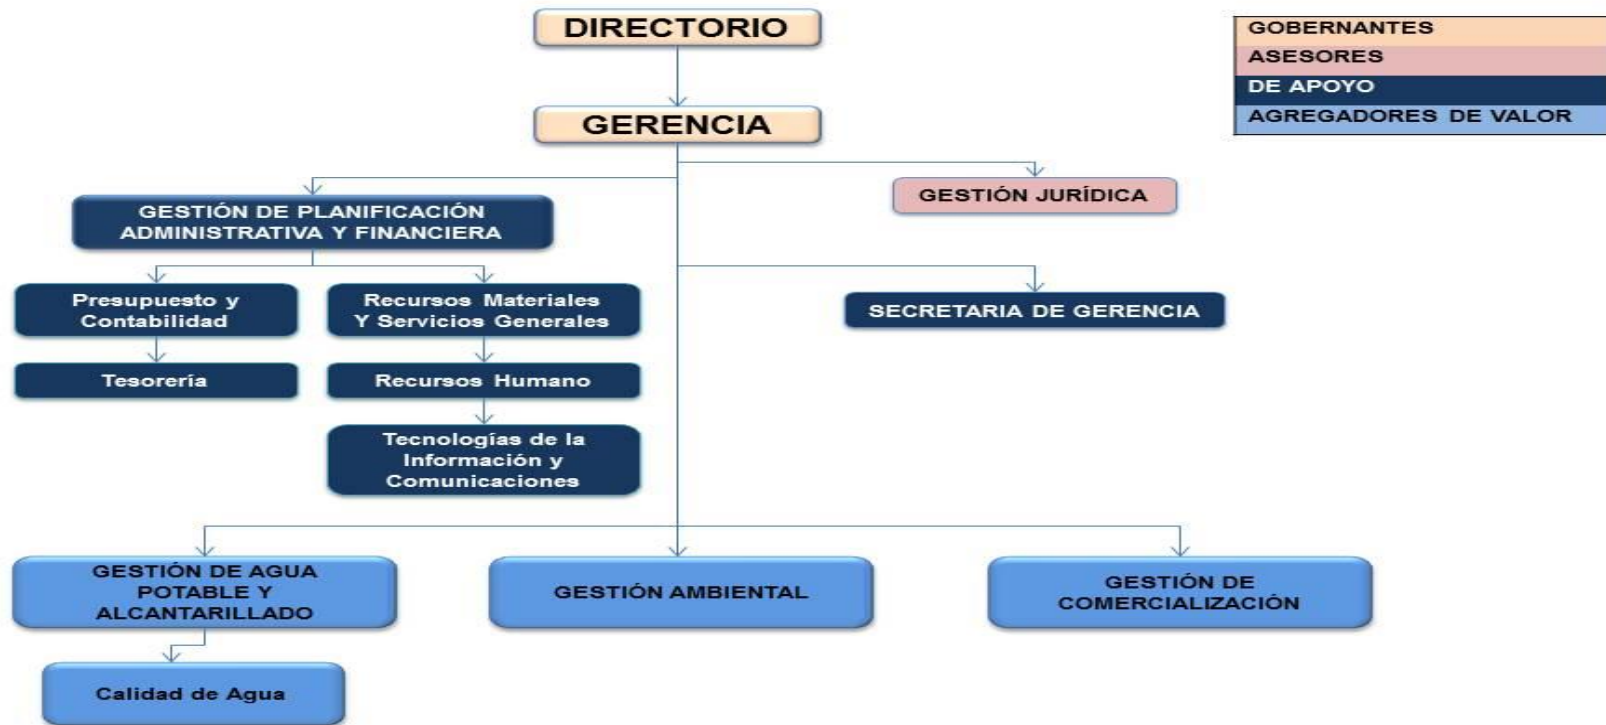 DIRECTORIO
GERENCIA
GOBERNANTES
ASESORES
DE APOYO
AGREGADORES DE VALOR
GESTIÓN JURÍDICA
GESTIÓN DE PLANIFICACIÓN
ADMINISTRATIVA Y FINANCIERA
Presupuesto y
Contabilidad
Recursos Materiales
Y Servicios Generales
SECRETARIA DE GERENCIA
Tesorería
Recursos Humano
Tecnologías de la
Información y
Comunicaciones
GESTIÓN DE AGUA
POTABLE Y
ALCANTARILLADO
GESTIÓN AMBIENTAL
GESTIÓN DE
COMERCIALIZACIÓN
Calidad de Agua